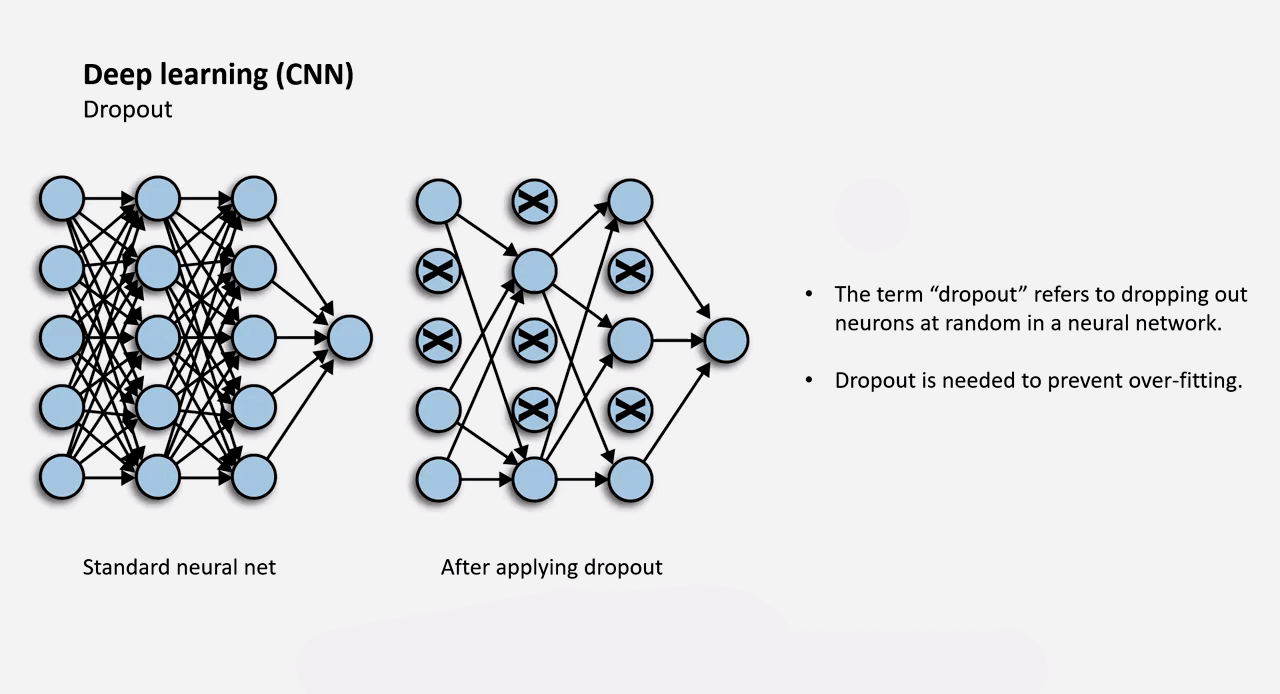 Deep learning (CNN)
Dropout
• The term “dropout” refers to dropping out
neurons at random in a neural network.
• Dropout is needed to prevent over-fitting.
Standard neural net
After applying dropout